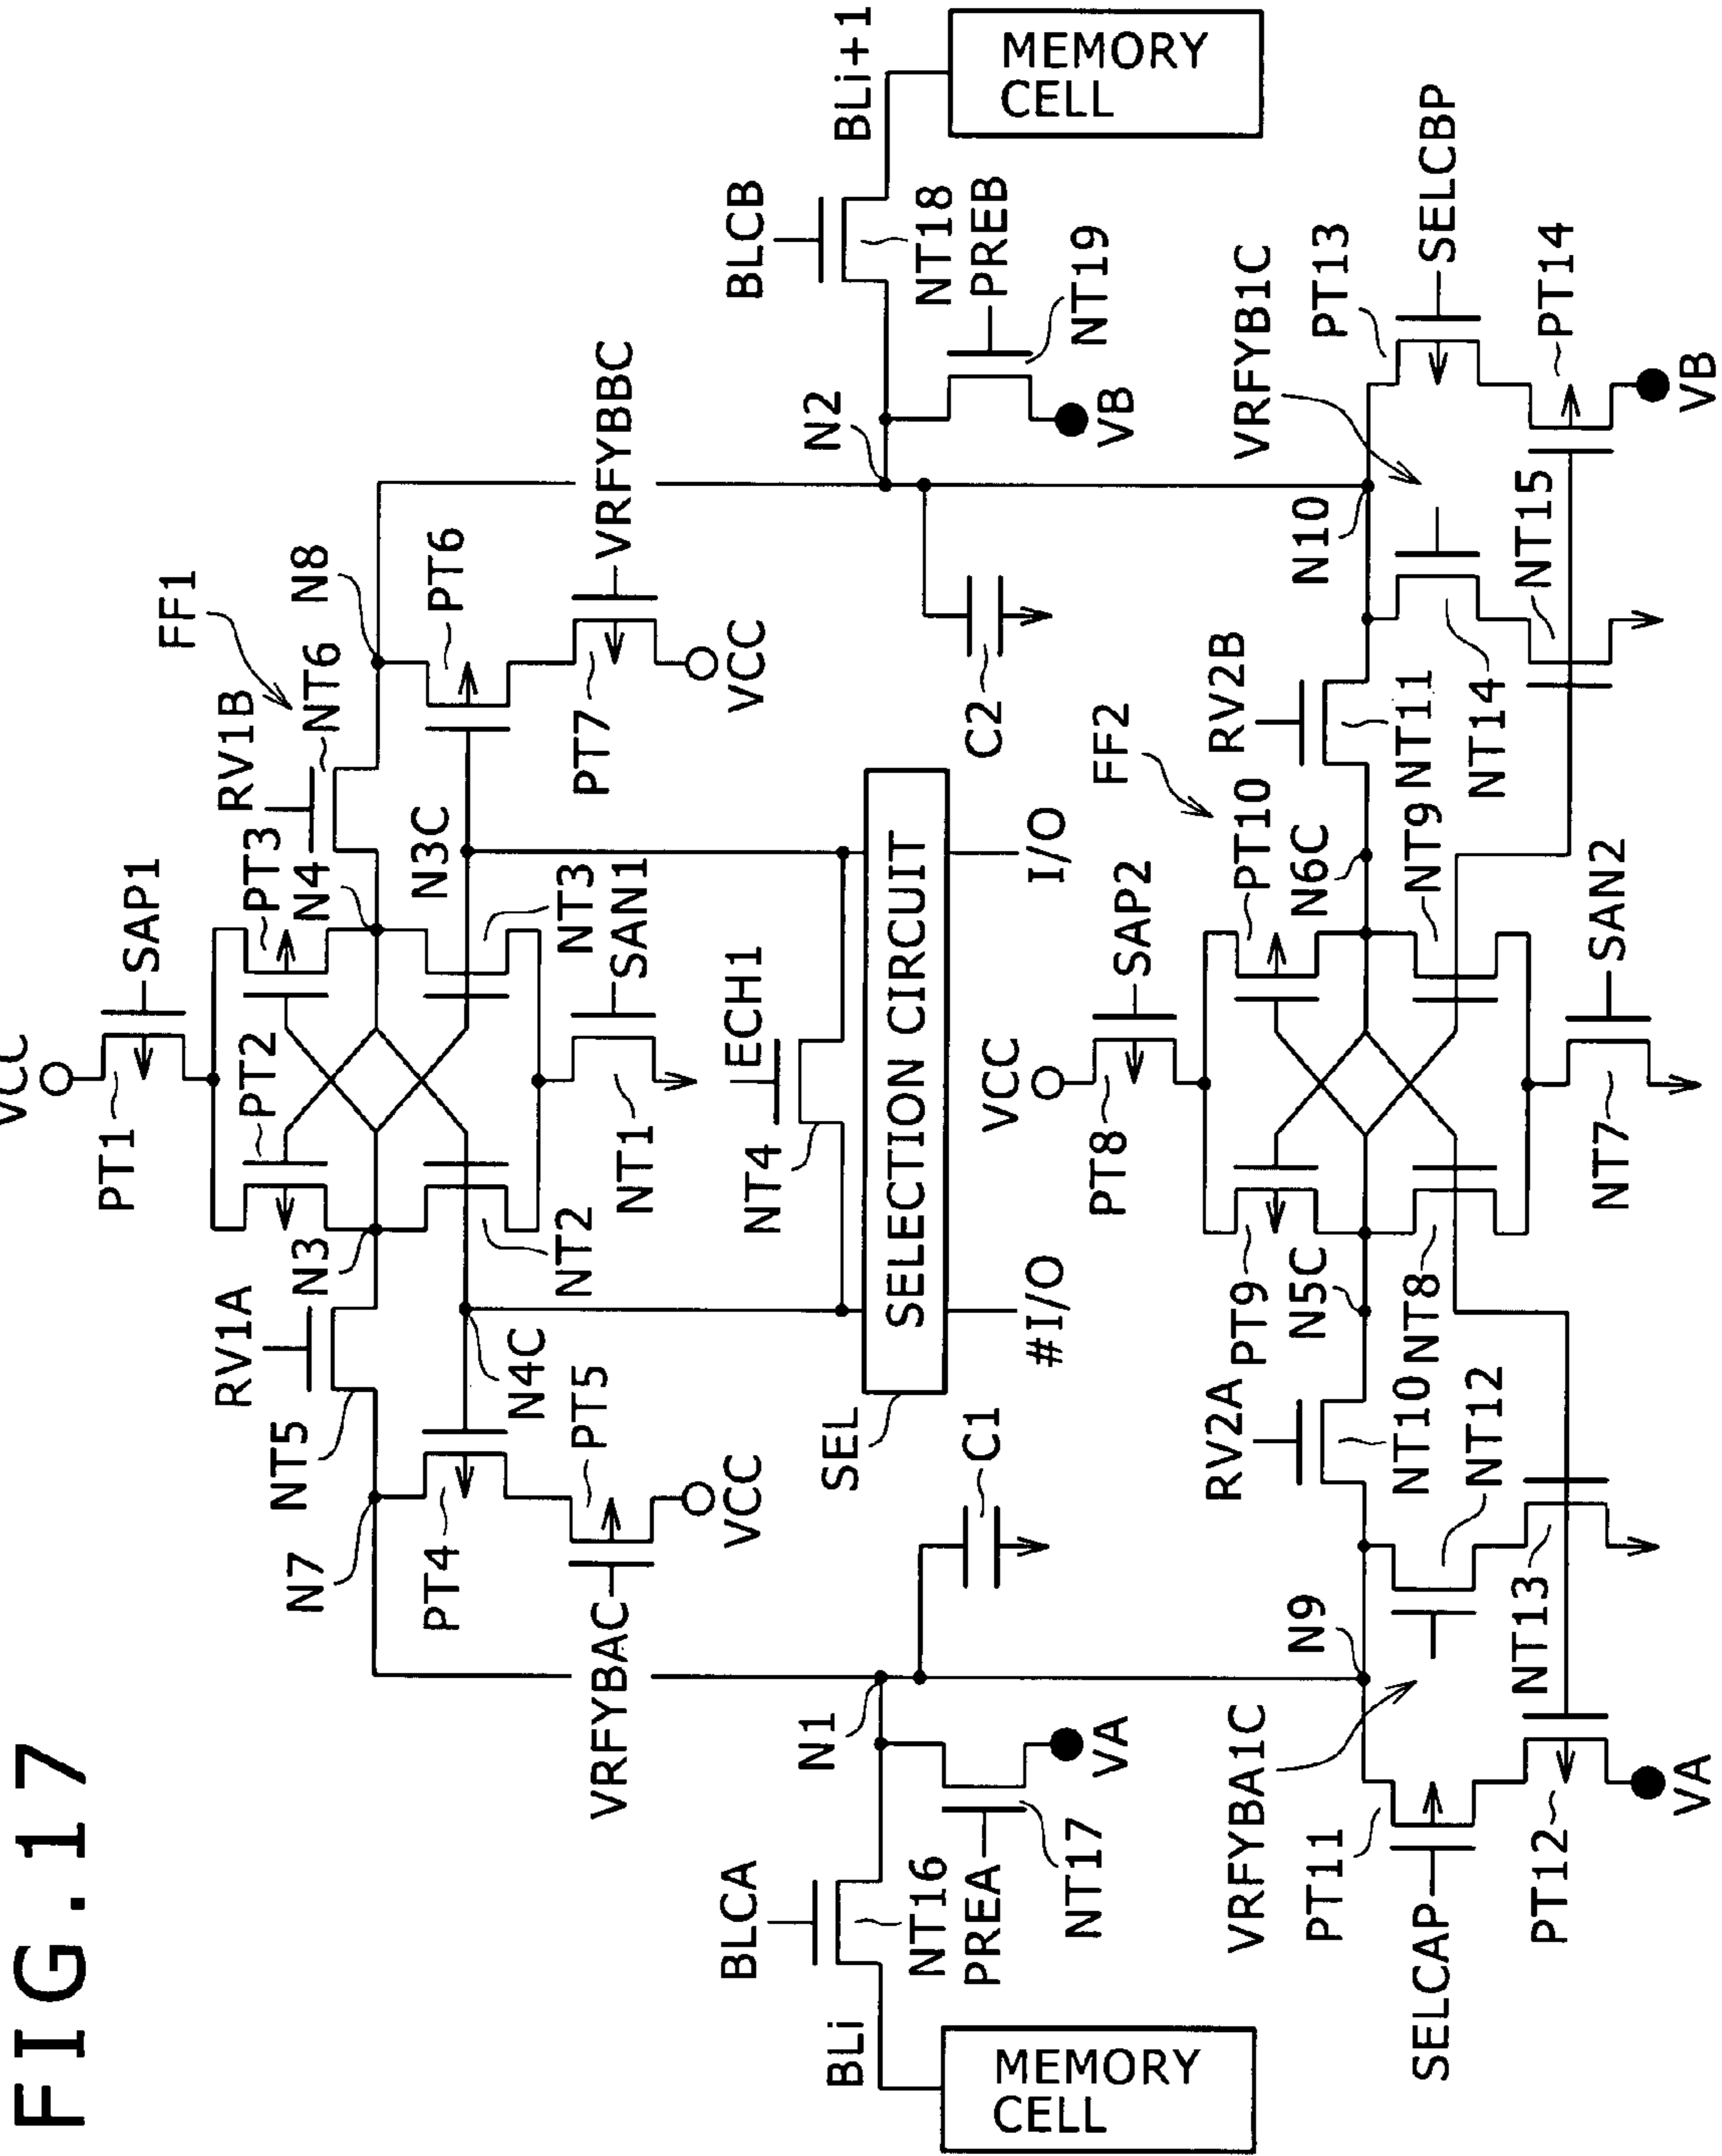 FIG.17
VCC
PT1
SAP1
PT2
PT3
RV1A
N3
N4
RV1B
NT6
FF1
N8
NT5
N7
PT4
N4C
PT5
VRFYBAC
VCC
NT2
NT1
SAN1
NT3
N3C
PT6
PT7
VRFYBBC
VCC
ECH1
NT4
SEL
SELECTION CIRCUIT
#I/O
I/O
C1
C2
N1
N2
BLCA
BLi
NT16
PREA
NT17
VA
MEMORY
CELL
BLCB
BLi+1
NT18
PREB
NT19
VB
MEMORY
CELL
VCC
PT8
SAP2
FF2
PT9
PT10
RV2A
N5C
N6C
RV2B
N9
N10
NT10
NT8
NT9
NT11
NT12
NT13
NT14
NT15
NT7
SAN2
VRFYBA1C
PT11
SELCAP
PT12
VA
VRFYB1C
PT13
SELCBP
PT14
VB